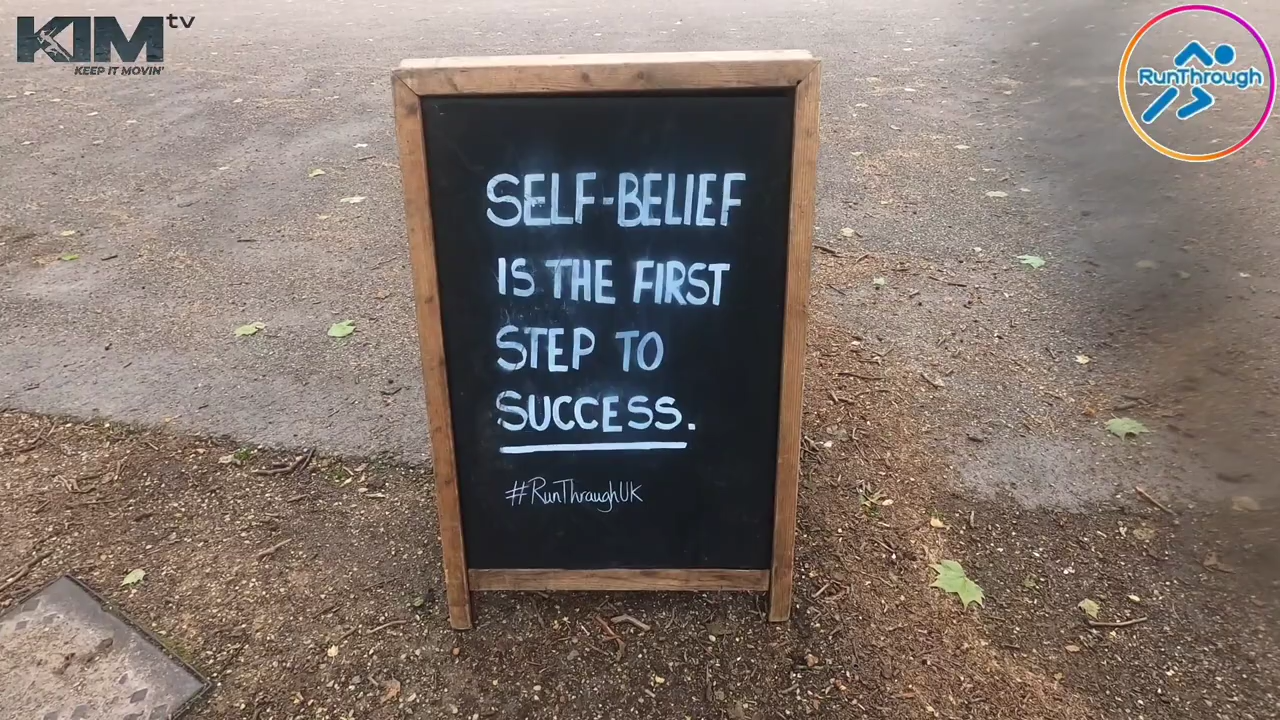 KIM tv
KEEP IT MOVIN'
RunThrough
SELF-BELIEF
IS THE FIRST
STEP TO
SUCCESS.
#RunThroughUK